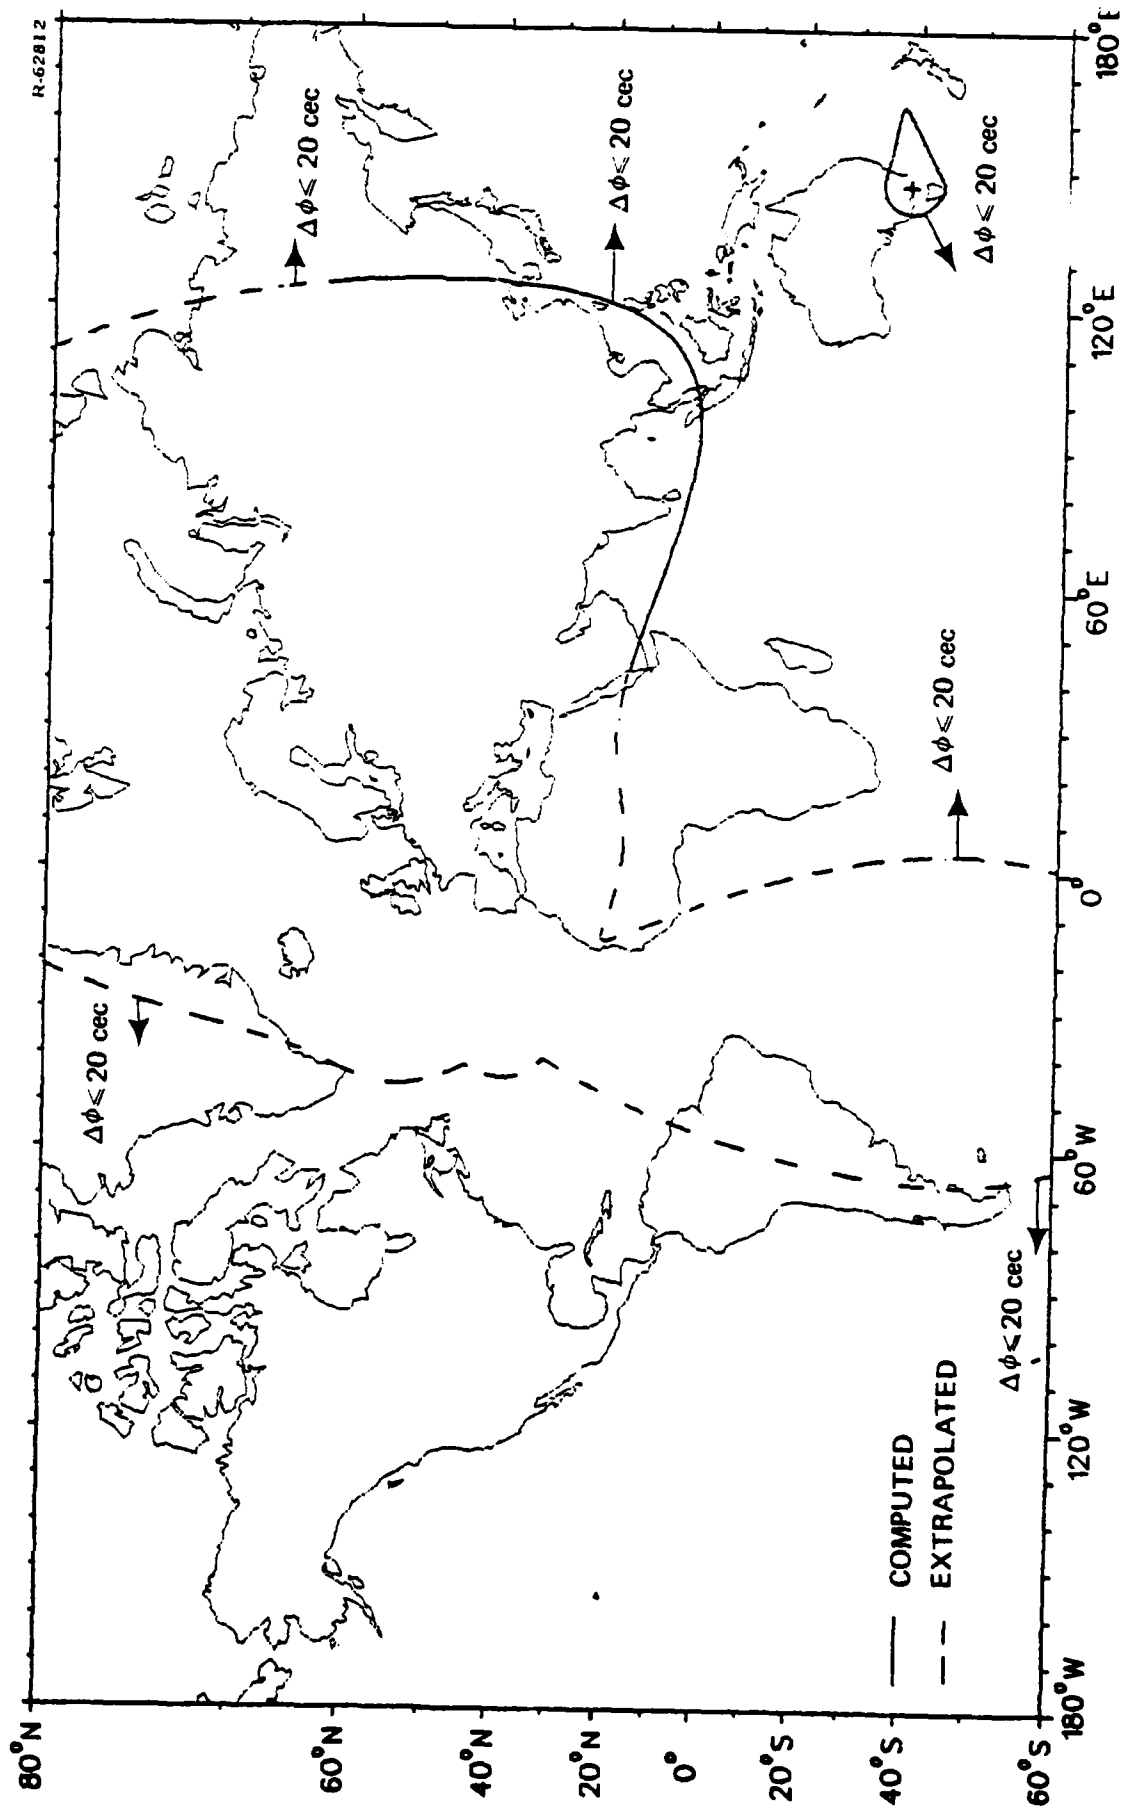 R-62812
80°N
60°N
40°N
20°N
0°
20°S
40°S
60°S
180°W
120°W
60°W
0°
60°E
120°E
180°E
Δφ≤20 cec
Δφ≤20 cec
Δφ≤20 cec
Δφ≤20 cec
Δφ≤20 cec
Δφ≤20 cec
—— COMPUTED
– – – EXTRAPOLATED